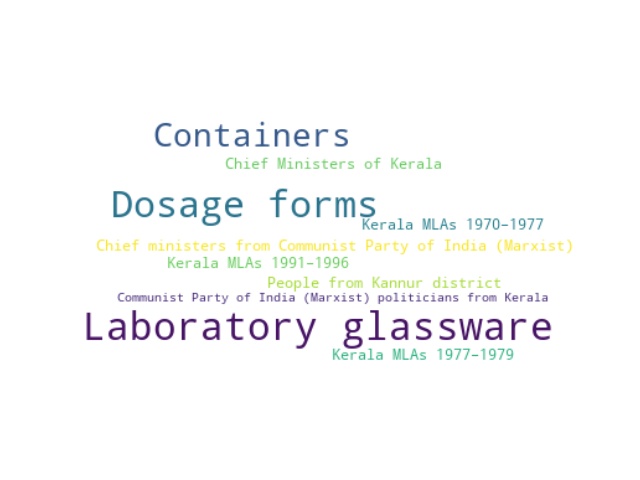 Containers
Chief Ministers of Kerala
Dosage forms
Kerala MLAs 1970–1977
Chief ministers from Communist Party of India (Marxist)
Kerala MLAs 1991–1996
People from Kannur district
Communist Party of India (Marxist) politicians from Kerala
Laboratory glassware
Kerala MLAs 1977–1979